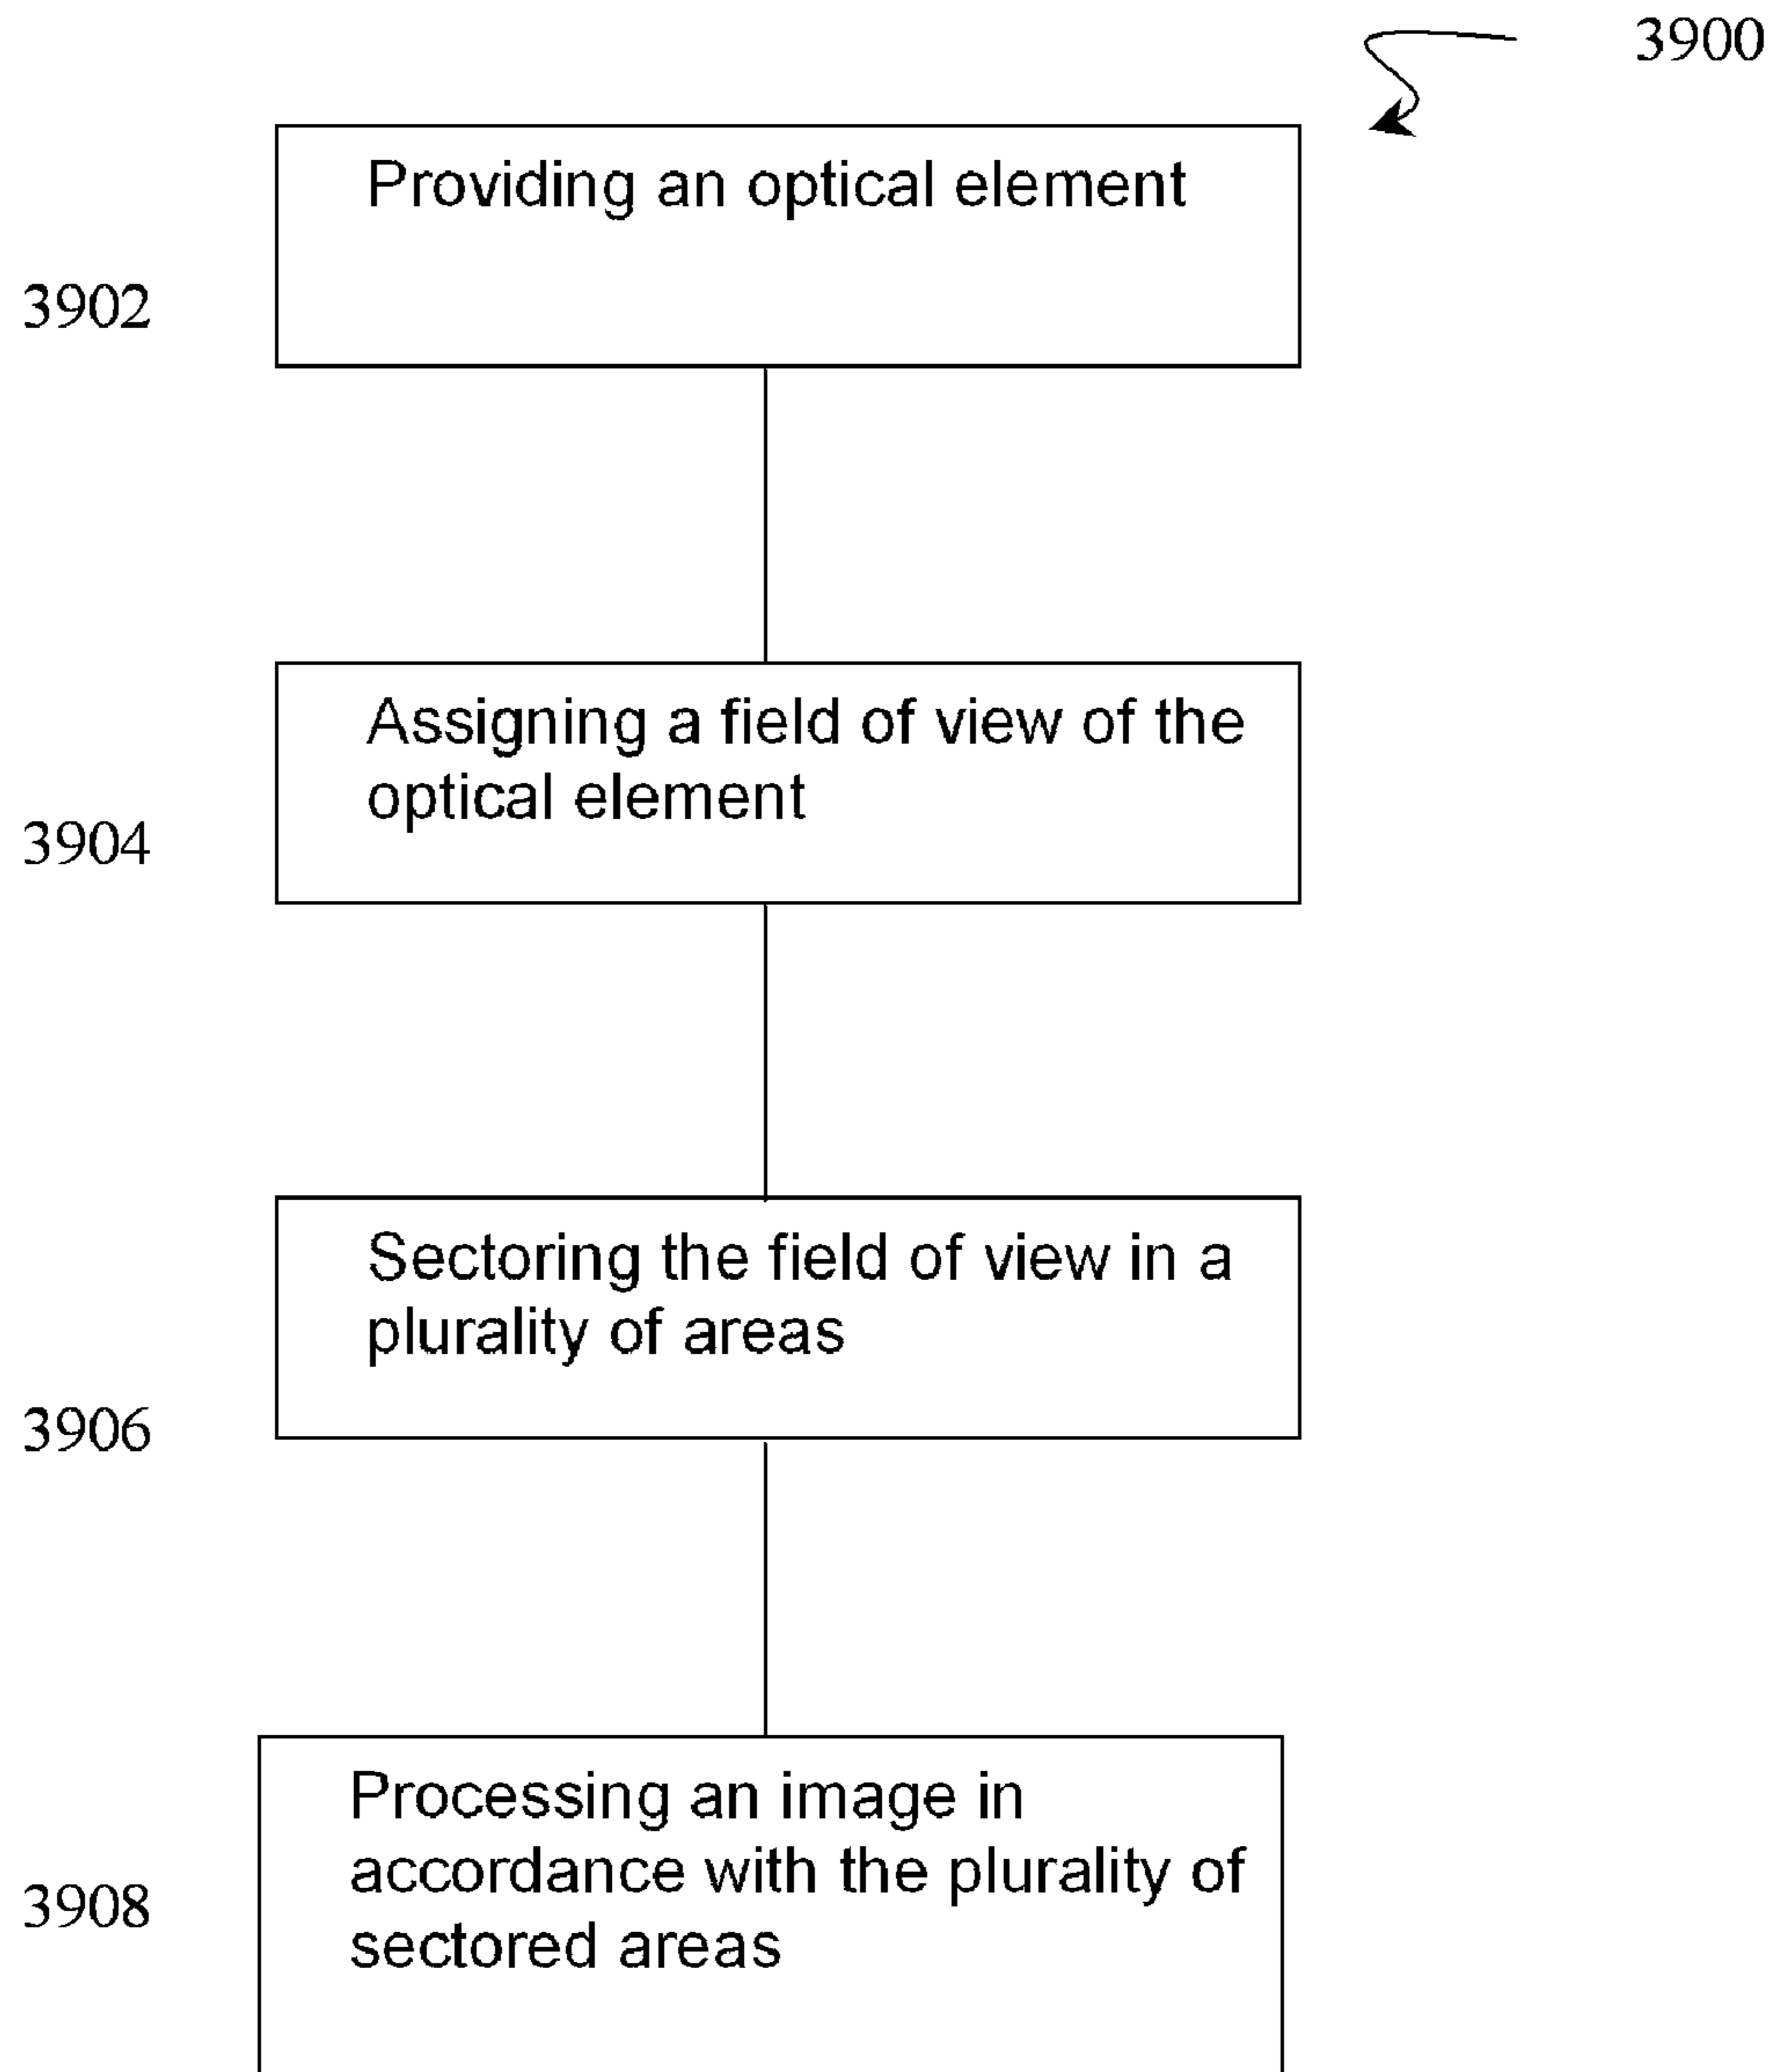 3900
Providing an optical element
3902
Assigning a field of view of the
optical element
3904
Sectoring the field of view in a
plurality of areas
3906
Processing an image in
accordance with the plurality of
3908
sectored areas